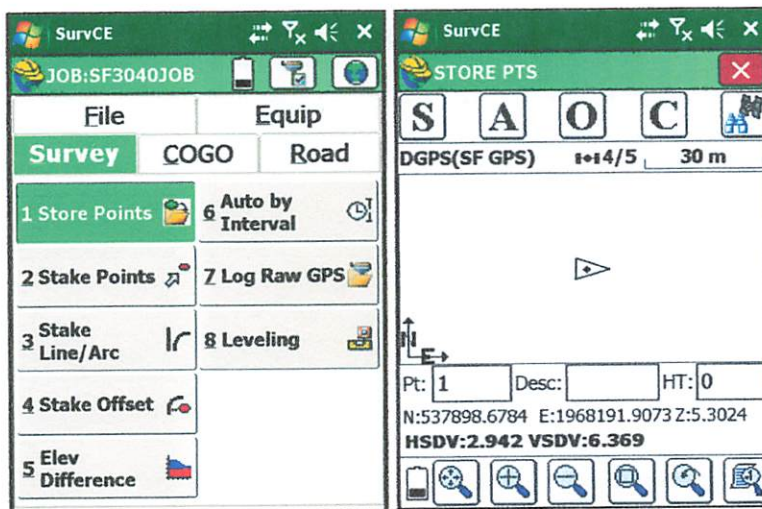 SurvCE
JOB:SF3040JOB
File Equip
Survey COGO Road
1 Store Points
6 Auto by Interval
2 Stake Points
7 Log Raw GPS
3 Stake Line/Arc
8 Leveling
4 Stake Offset
5 Elev Difference
SurvCE
STORE PTS
S A O C
DGPS(SF GPS) 4/5 30 m
N
E
Pt: 1 Desc: HT: 0
N:537898.6784 E:1968191.9073 Z:5.3024
HSDV:2.942 VSDV:6.369